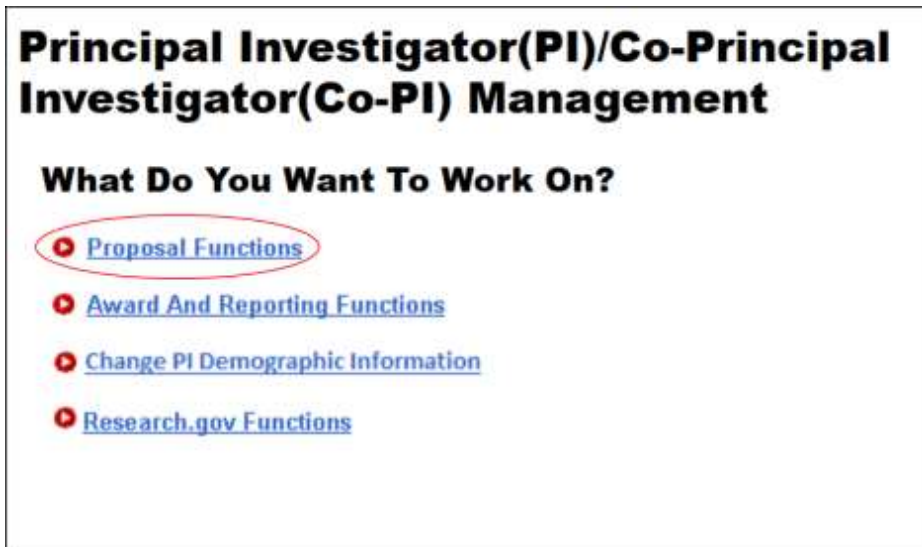 Principal Investigator(PI)/Co-Principal
Investigator(Co-PI) Management
What Do You Want To Work On?
Proposal Functions
Award And Reporting Functions
Change PI Demographic Information
Research.gov Functions